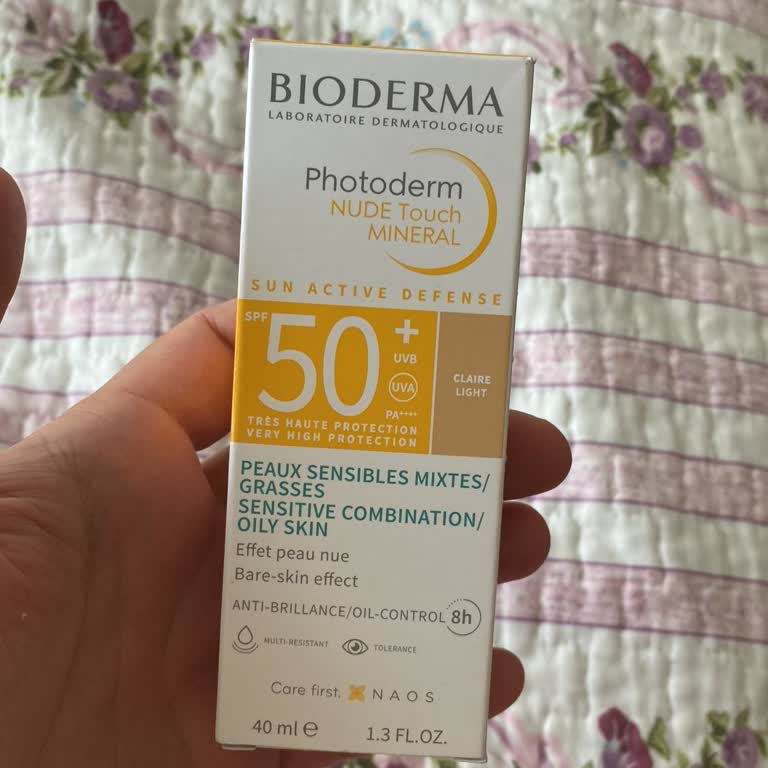 BIODERMA
LABORATOIRE DERMATOLOGIQUE
Photoderm
NUDE Touch
MINERAL
SUN ACTIVE DEFENSE
SPF
50+
UVB
UVA
PA++++
TRÈS HAUTE PROTECTION
VERY HIGH PROTECTION
CLAIRE
LIGHT
PEAUX SENSIBLES MIXTES/
GRASSES
SENSITIVE COMBINATION/
OILY SKIN
Effet peau nue
Bare-skin effect
ANTI-BRILLANCE/OIL-CONTROL 8h
MULTI-RESISTANT TOLERANCE
Care first. NAOS
40 ml ℮ 1.3 FL.OZ.